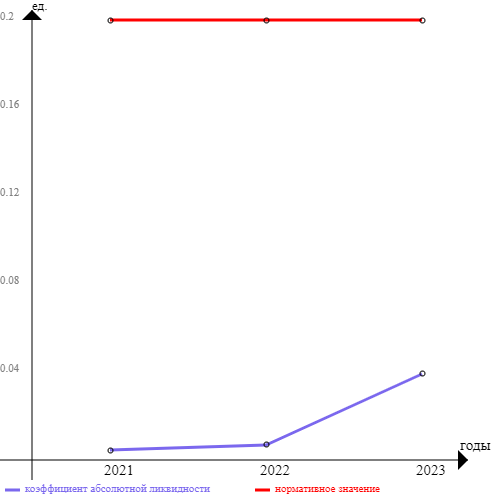 ед.
0.2
0.16
0.12
0.08
0.04
годы
2021 2022 2023
коэффициент абсолютной ликвидности нормативное значение